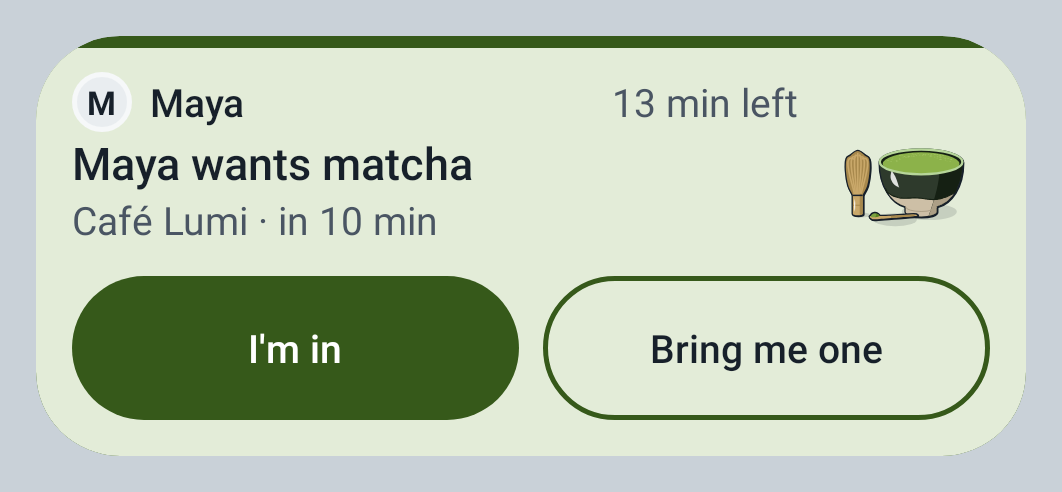 M Maya 13 min left
Maya wants matcha
Café Lumi · in 10 min
I'm in Bring me one